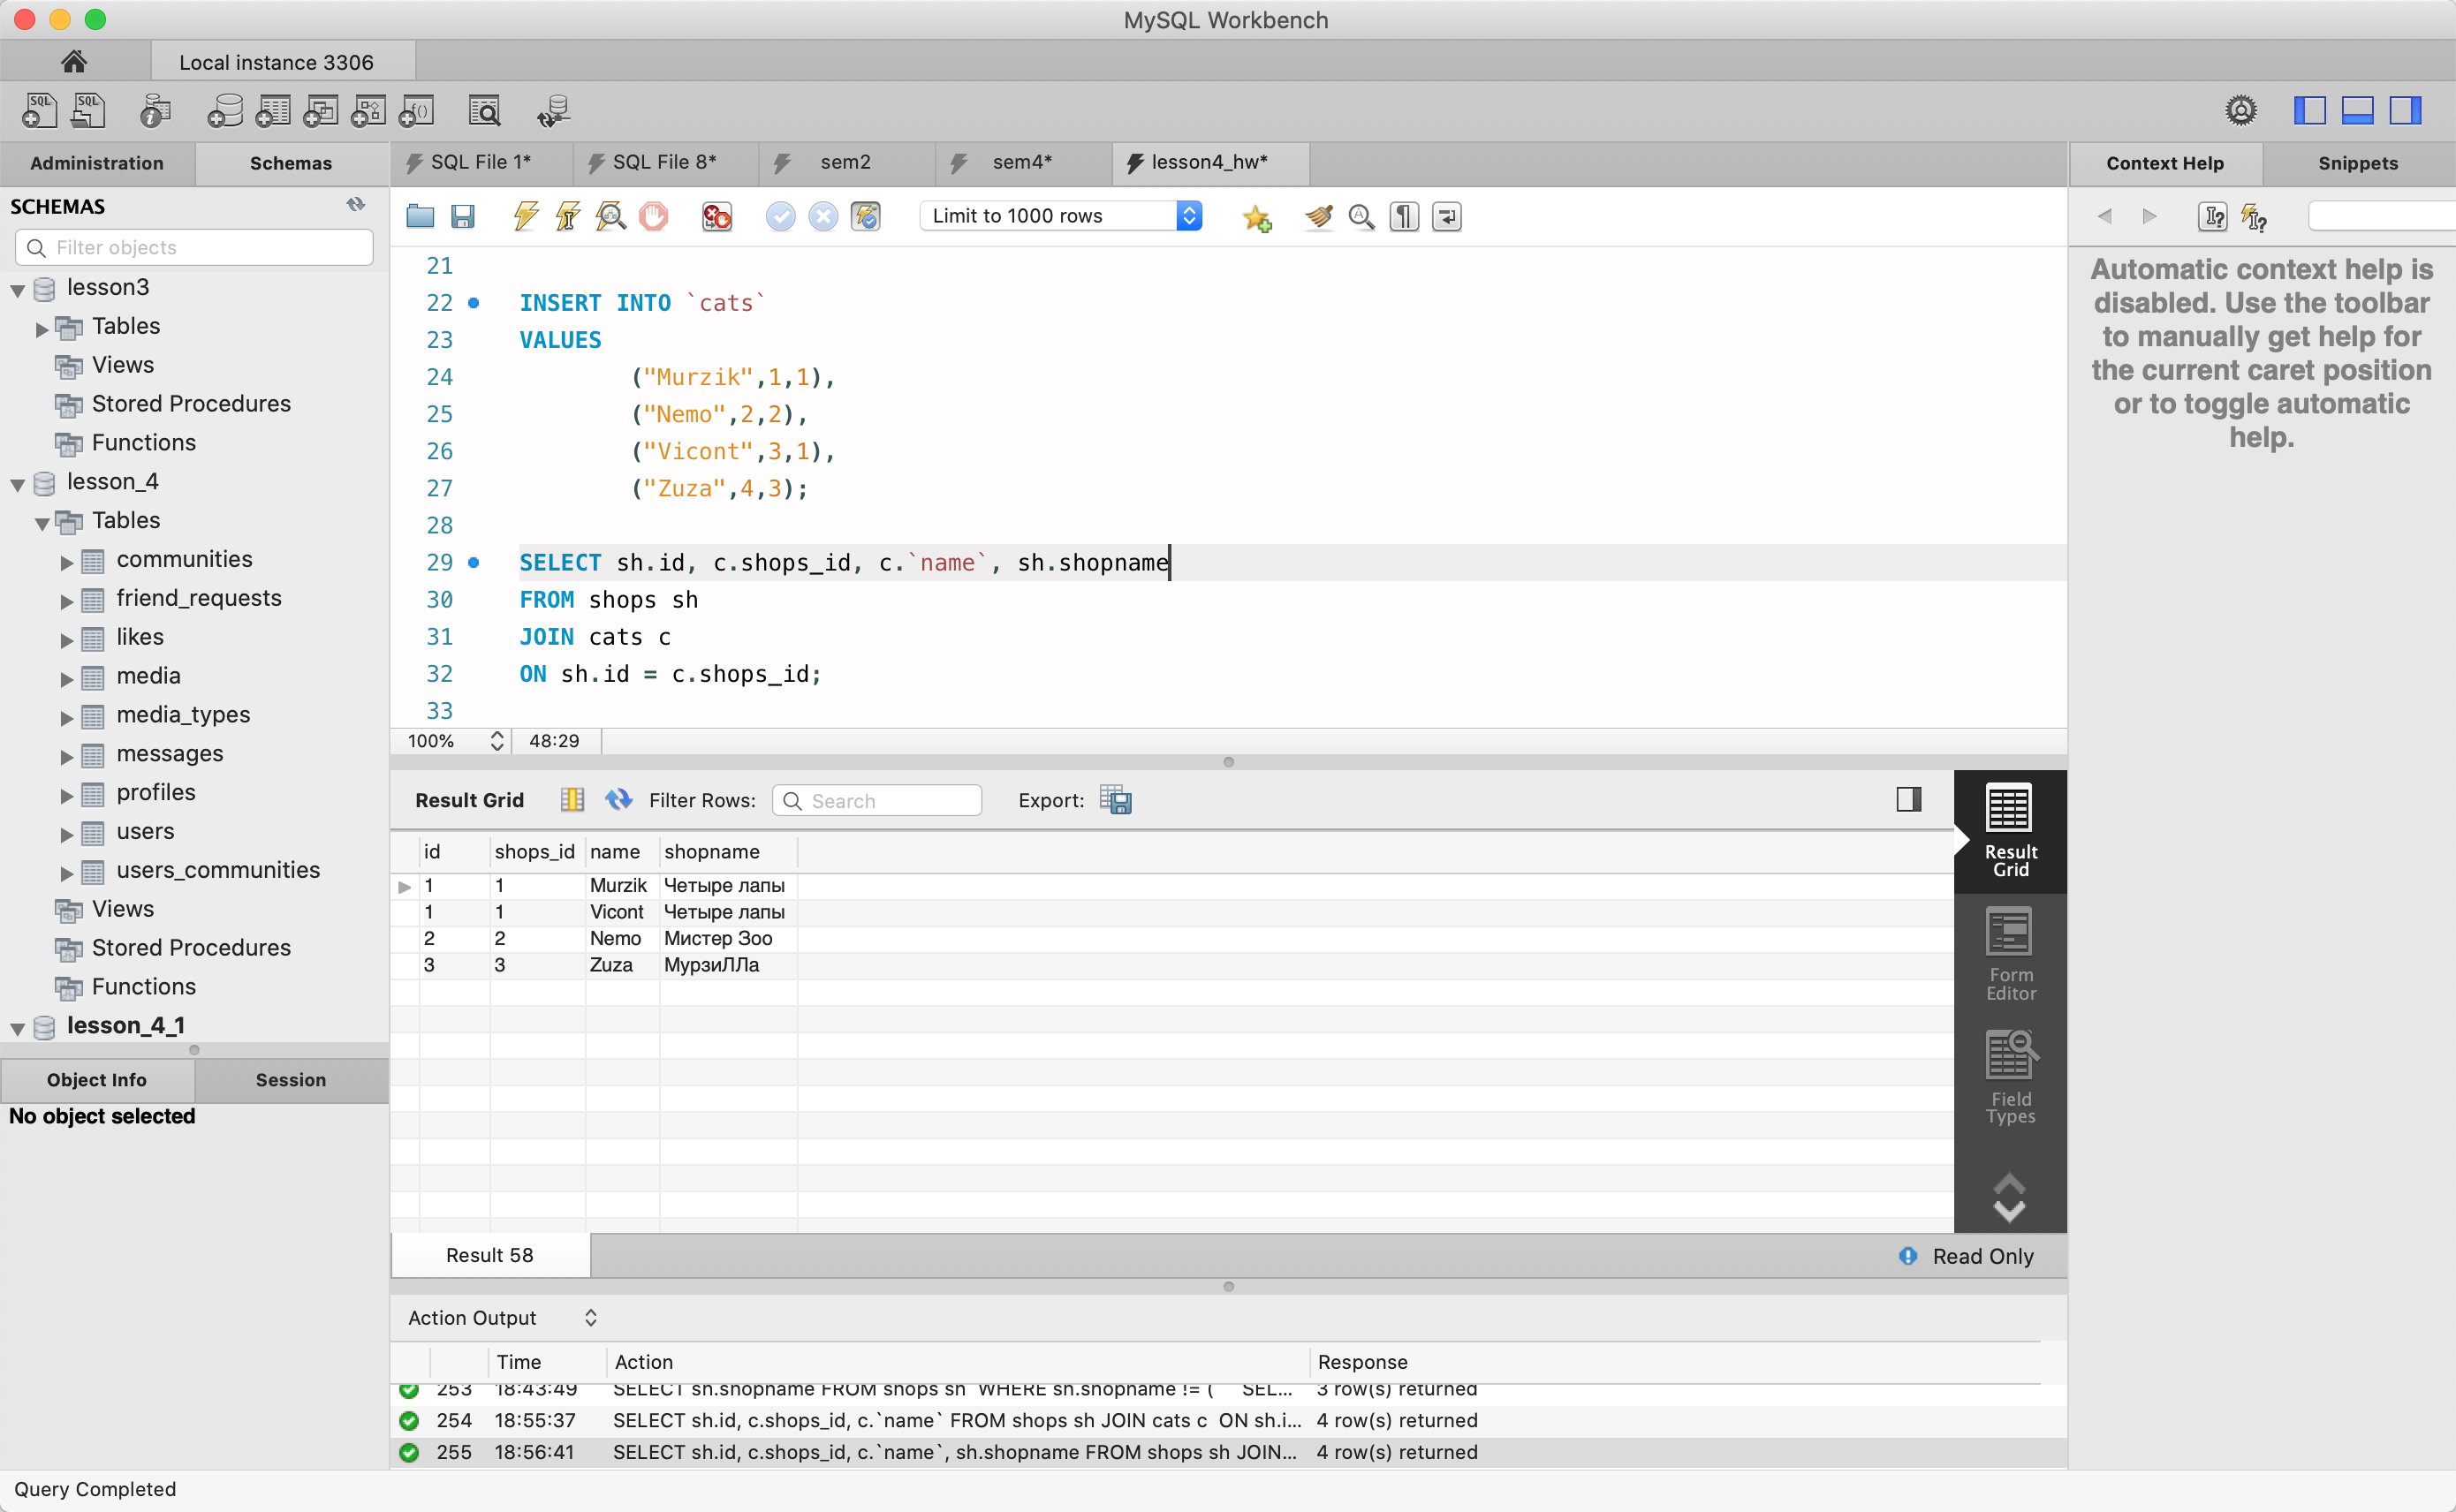 MySQL Workbench
Local instance 3306
Administration
Schemas
SQL File 1*
SQL File 8*
sem2
sem4*
lesson4_hw*
Context Help
Snippets
SCHEMAS
Filter objects
Limit to 1000 rows
lesson3
Tables
Views
Stored Procedures
Functions
lesson_4
Tables
communities
friend_requests
likes
media
media_types
messages
profiles
users
users_communities
Views
Stored Procedures
Functions
lesson_4_1
Object Info
Session
No object selected
21
22 INSERT INTO `cats`
23 VALUES
24 ("Murzik",1,1),
25 ("Nemo",2,2),
26 ("Vicont",3,1),
27 ("Zuza",4,3);
28
29 SELECT sh.id, c.shops_id, c.`name`, sh.shopname
30 FROM shops sh
31 JOIN cats c
32 ON sh.id = c.shops_id;
33
100%
48:29
Automatic context help is
disabled. Use the toolbar
to manually get help for
the current caret position
or to toggle automatic
help.
Result Grid
Filter Rows:
Search
Export:
id shops_id name shopname
1 1 Murzik Четыре лапы
1 1 Vicont Четыре лапы
2 2 Nemo Мистер Зоо
3 3 Zuza МурзиЛЛа
Result
Grid
Form
Editor
Field
Types
Result 58
Read Only
Action Output
Time Action Response
253 18:43:49 SELECT sh.shopname FROM shops sh WHERE sh.shopname != ( SEL... 3 row(s) returned
254 18:55:37 SELECT sh.id, c.shops_id, c.`name` FROM shops sh JOIN cats c ON sh.i... 4 row(s) returned
255 18:56:41 SELECT sh.id, c.shops_id, c.`name`, sh.shopname FROM shops sh JOIN... 4 row(s) returned
Query Completed